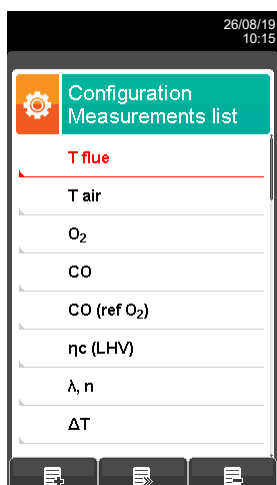 26/08/19
10:15
Configuration
Measurements list
T flue
T air
O₂
CO
CO (ref O₂)
ηc (LHV)
λ, n
ΔT